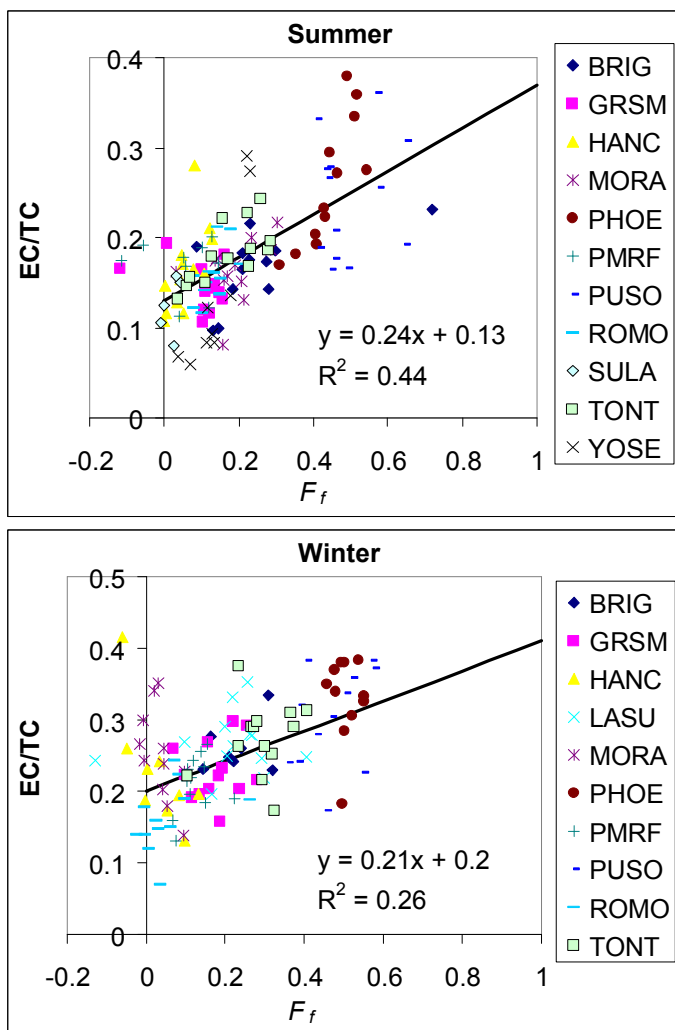 Summer
0.4
0.3
0.2
0.1
0
-0.2
0
0.2
0.4
0.6
0.8
1
EC/TC
F f
y = 0.24x + 0.13
R2 = 0.44
BRIG
GRSM
HANC
MORA
PHOE
PMRF
PUSO
ROMO
SULA
TONT
YOSE
Winter
0.5
0.4
0.3
0.2
0.1
0
-0.2
0
0.2
0.4
0.6
0.8
1
EC/TC
F f
y = 0.21x + 0.2
R2 = 0.26
BRIG
GRSM
HANC
LASU
MORA
PHOE
PMRF
PUSO
ROMO
TONT